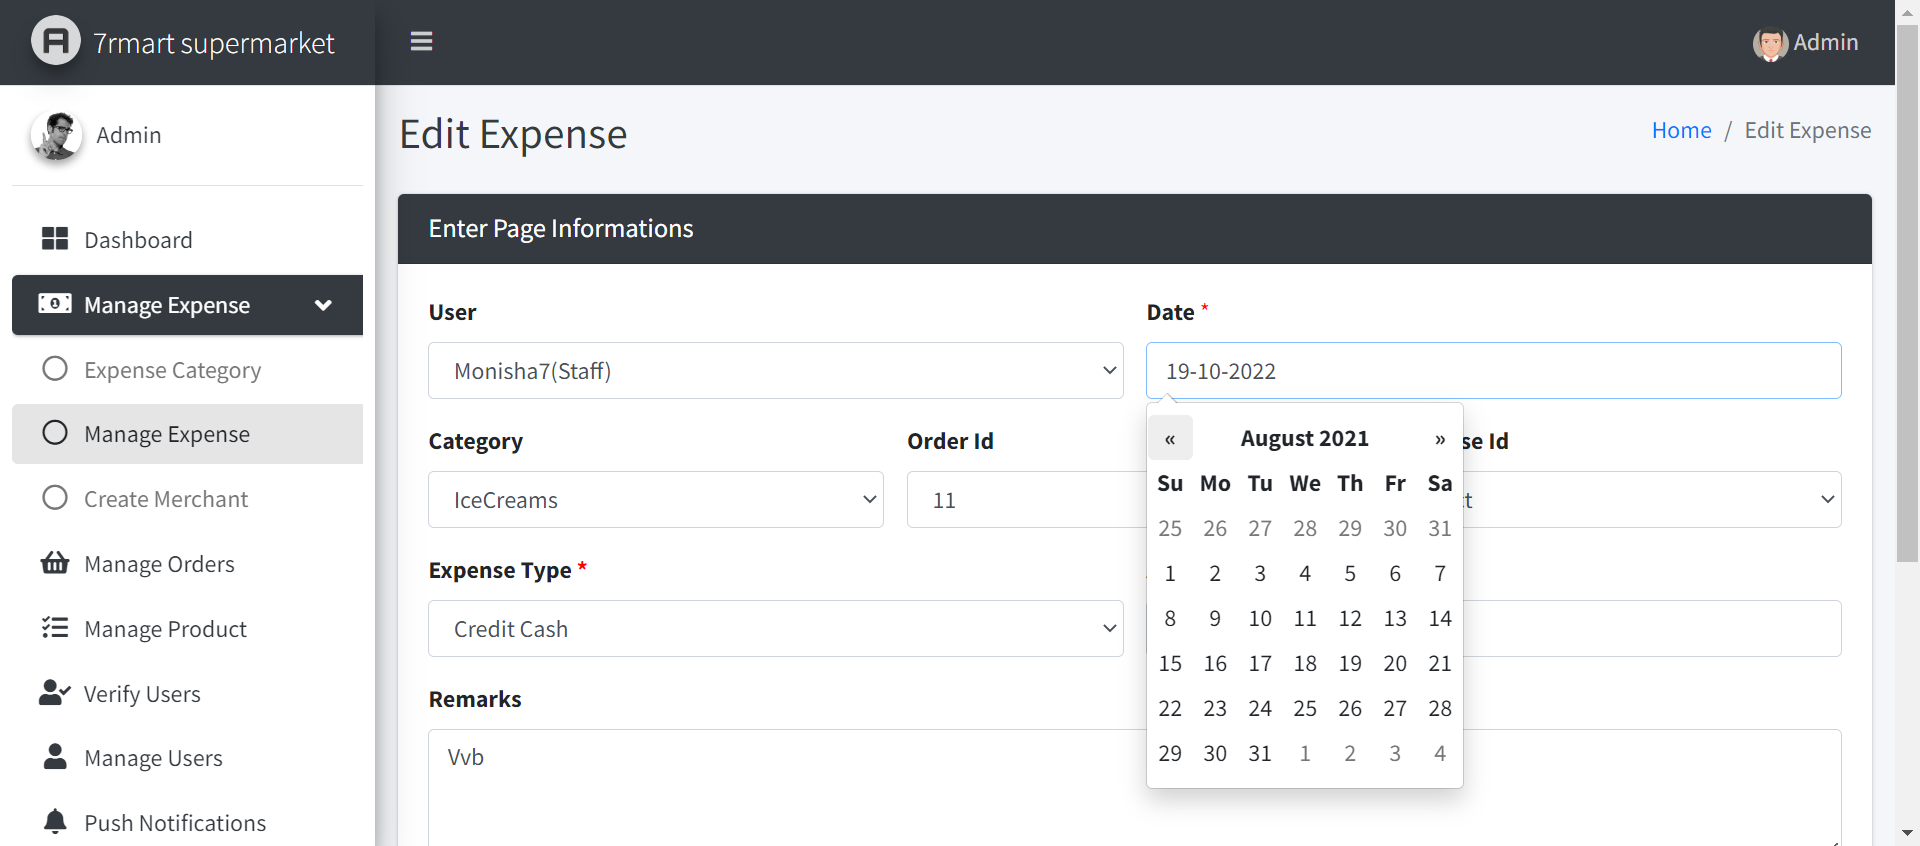 7rmart supermarket
Admin
Admin
Edit Expense
Home / Edit Expense
Dashboard
Manage Expense
Expense Category
Manage Expense
Create Merchant
Manage Orders
Manage Product
Verify Users
Manage Users
Push Notifications
Enter Page Informations
User
Date *
Monisha7(Staff)
19-10-2022
Category
Order Id
se Id
IceCreams
11
ct
Expense Type *
Credit Cash
Remarks
Vvb
« August 2021 »
Su Mo Tu We Th Fr Sa
25 26 27 28 29 30 31
1 2 3 4 5 6 7
8 9 10 11 12 13 14
15 16 17 18 19 20 21
22 23 24 25 26 27 28
29 30 31 1 2 3 4